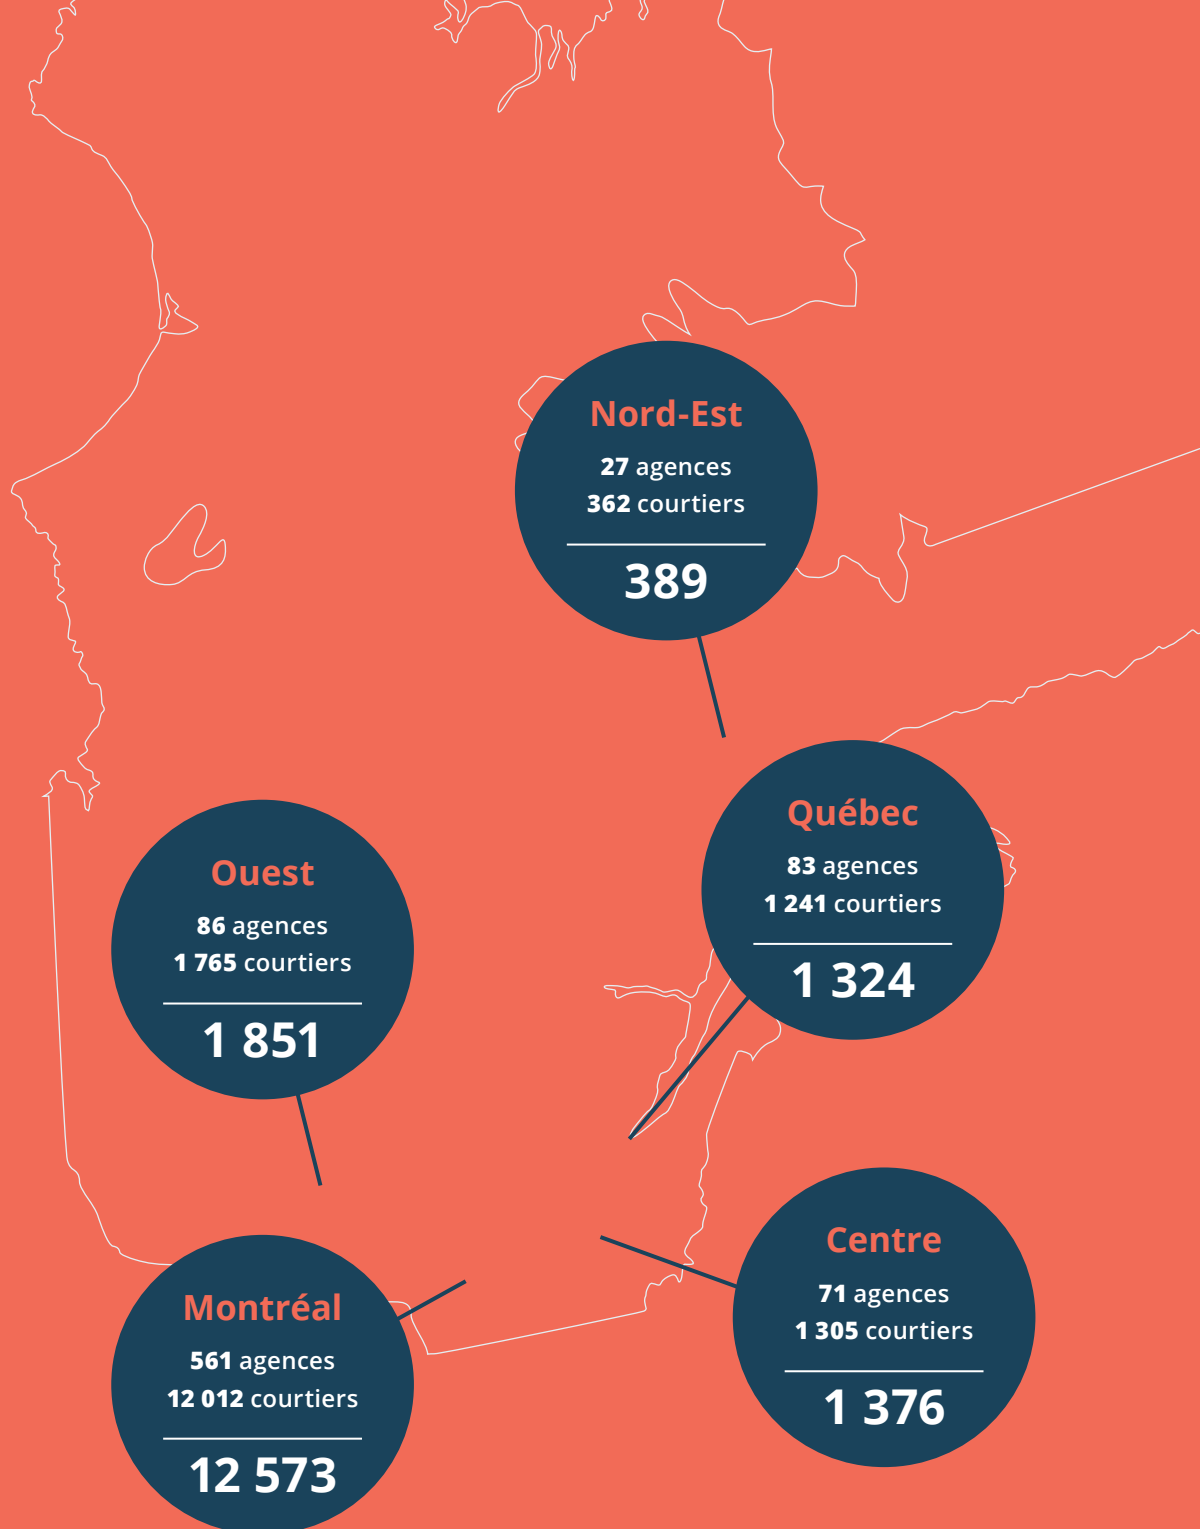 Nord-Est
27 agences
362 courtiers
389
Québec
83 agences
1 241 courtiers
1 324
Ouest
86 agences
1 765 courtiers
1 851
Centre
71 agences
1 305 courtiers
1 376
Montréal
561 agences
12 012 courtiers
12 573